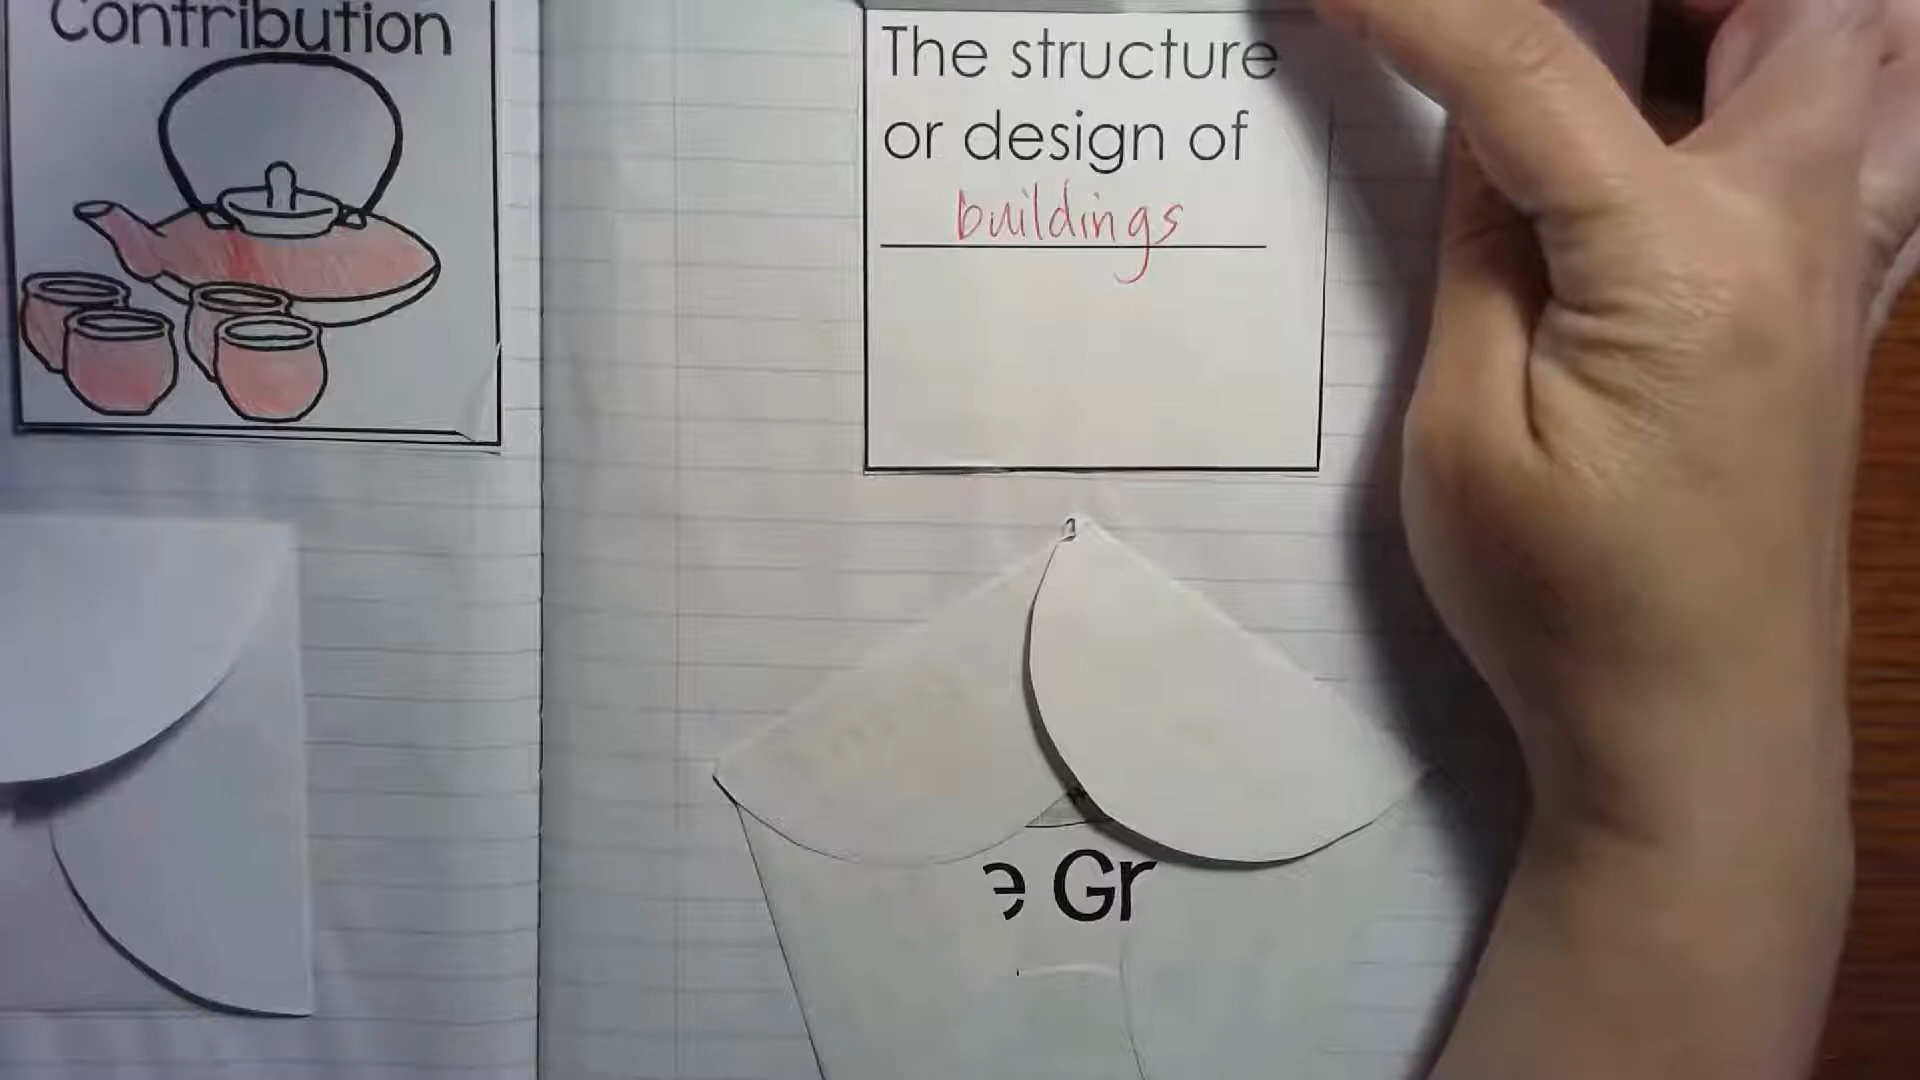 Contribution
The structure
or design of
buildings
e Gr